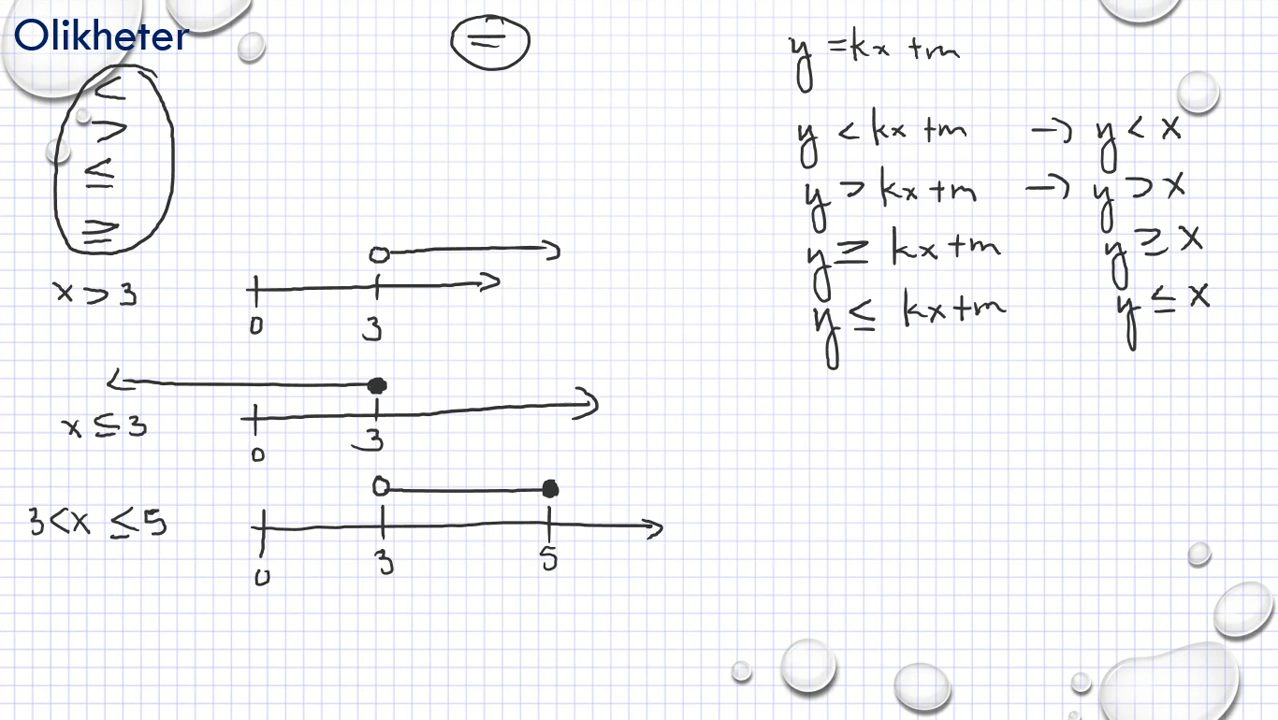 Olikheter
=
<
>
≤
≥
x > 3
0 3
x ≤ 3
0 3
3 < x ≤ 5
0 3 5
y = kx + m
y < kx + m → y < x
y > kx + m → y > x
y ≥ kx + m y ≥ x
y ≤ kx + m y ≤ x